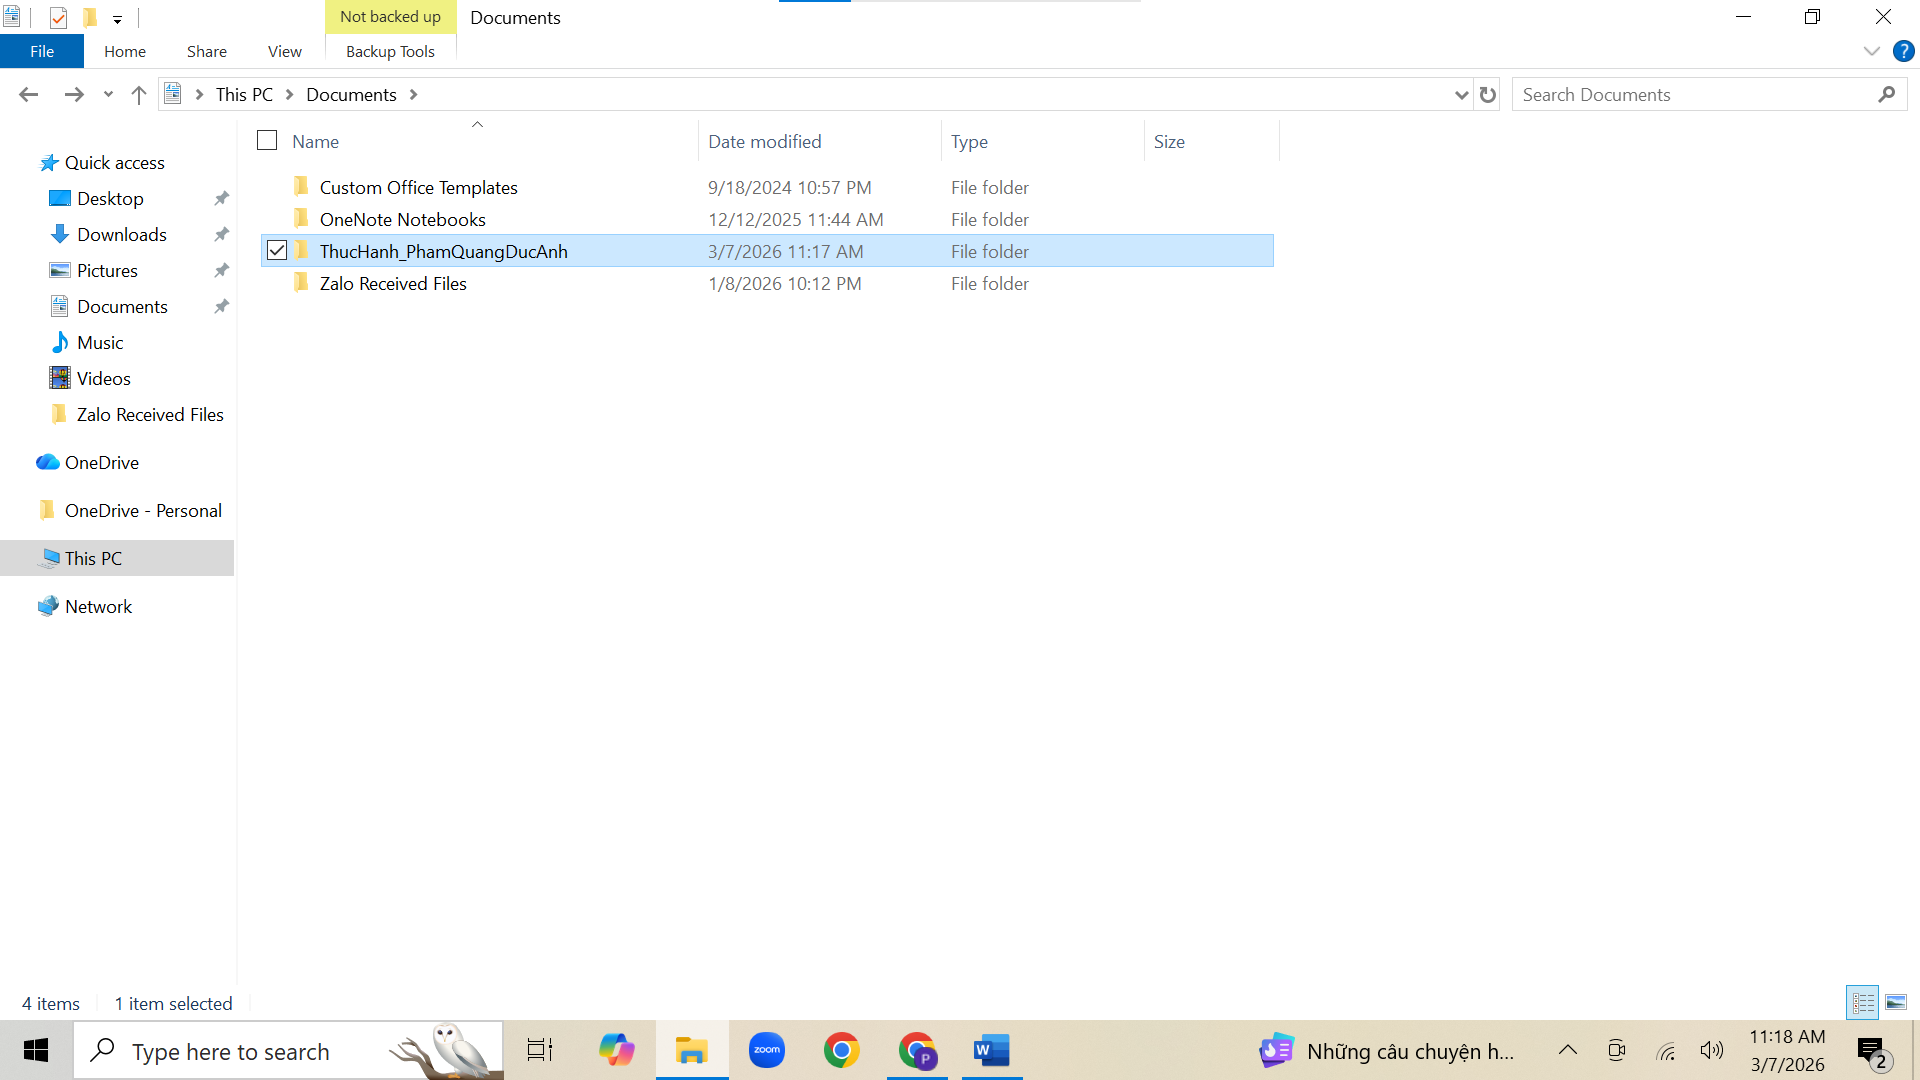 Not backed up
Documents
File
Home
Share
View
Backup Tools
?
This PC
Documents
Search Documents
Name
Date modified
Type
Size
Custom Office Templates
9/18/2024 10:57 PM
File folder
OneNote Notebooks
12/12/2025 11:44 AM
File folder
ThucHanh_PhamQuangDucAnh
3/7/2026 11:17 AM
File folder
Zalo Received Files
1/8/2026 10:12 PM
File folder
Quick access
Desktop
Downloads
Pictures
Documents
Music
Videos
Zalo Received Files
OneDrive
OneDrive - Personal
This PC
Network
4 items
1 item selected
Type here to search
zoom
P
W
Những câu chuyện h...
11:18 AM
3/7/2026
2